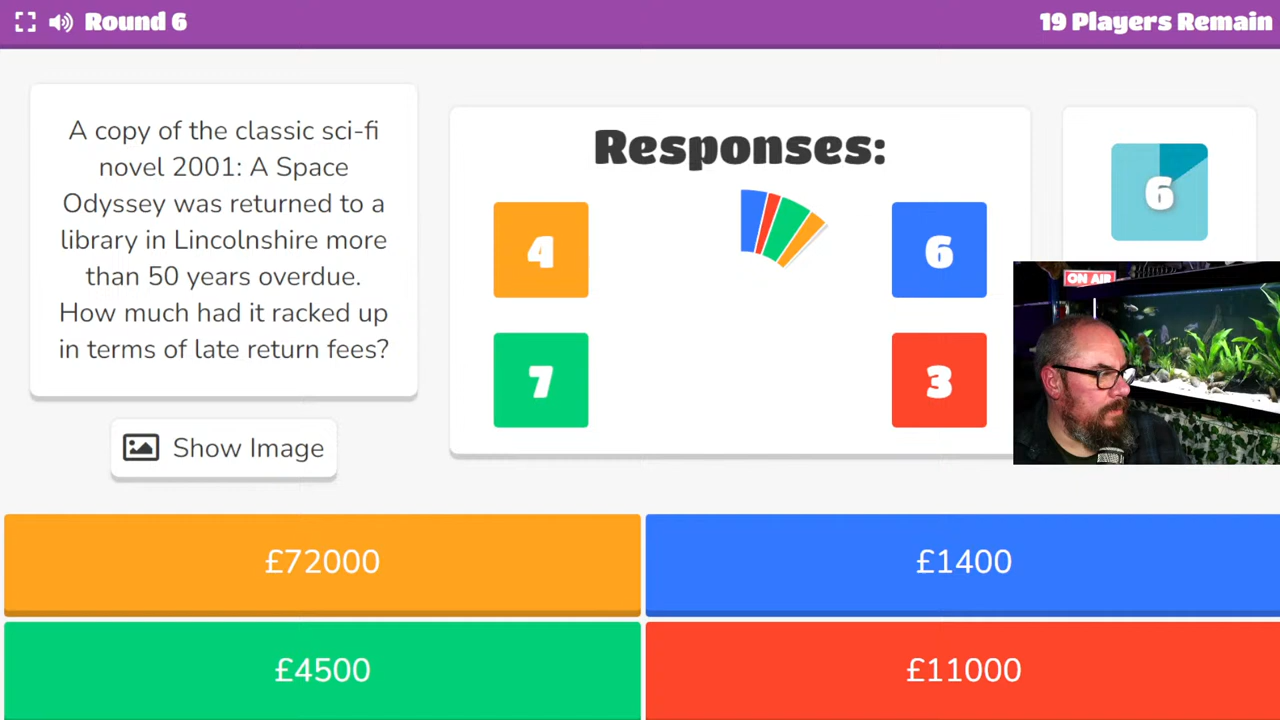 Round 6
19 Players Remain
A copy of the classic sci-fi
novel 2001: A Space
Odyssey was returned to a
library in Lincolnshire more
than 50 years overdue.
How much had it racked up
in terms of late return fees?
Show Image
Responses:
4
6
7
3
6
ON AIR
£72000
£1400
£4500
£11000